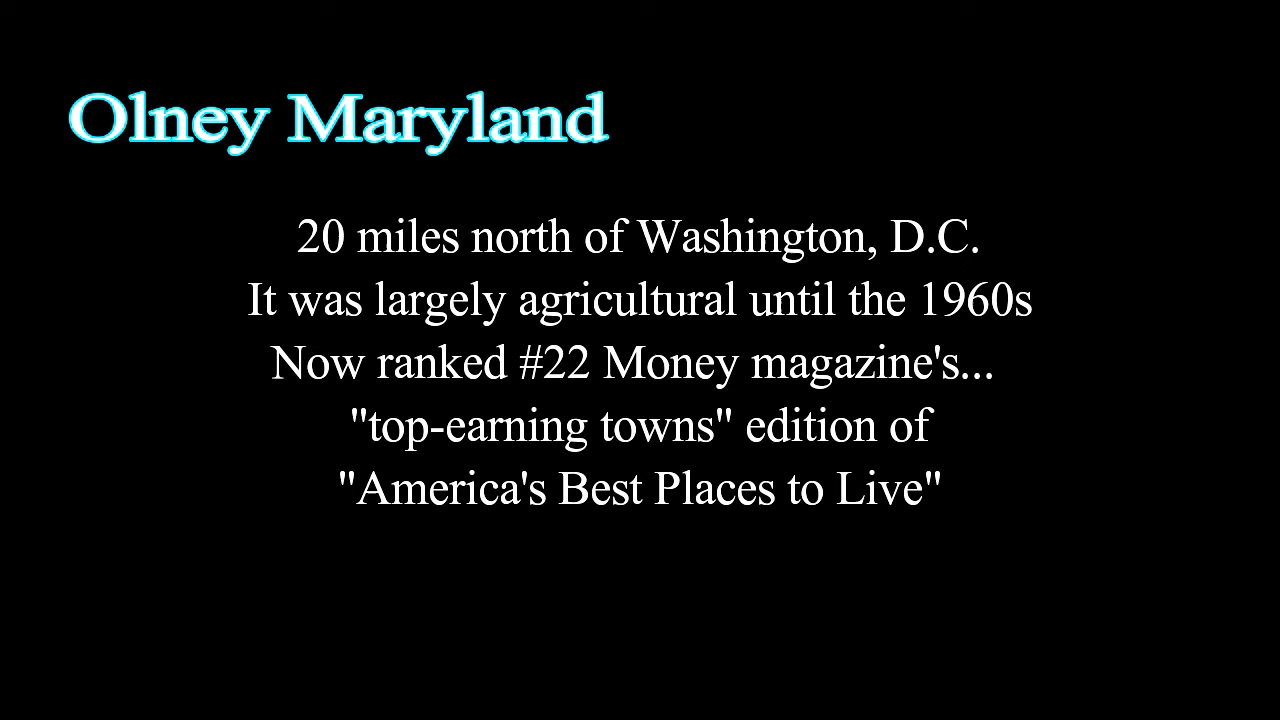 Olney Maryland
20 miles north of Washington, D.C.
It was largely agricultural until the 1960s
Now ranked #22 Money magazine's...
"top-earning towns" edition of
"America's Best Places to Live"